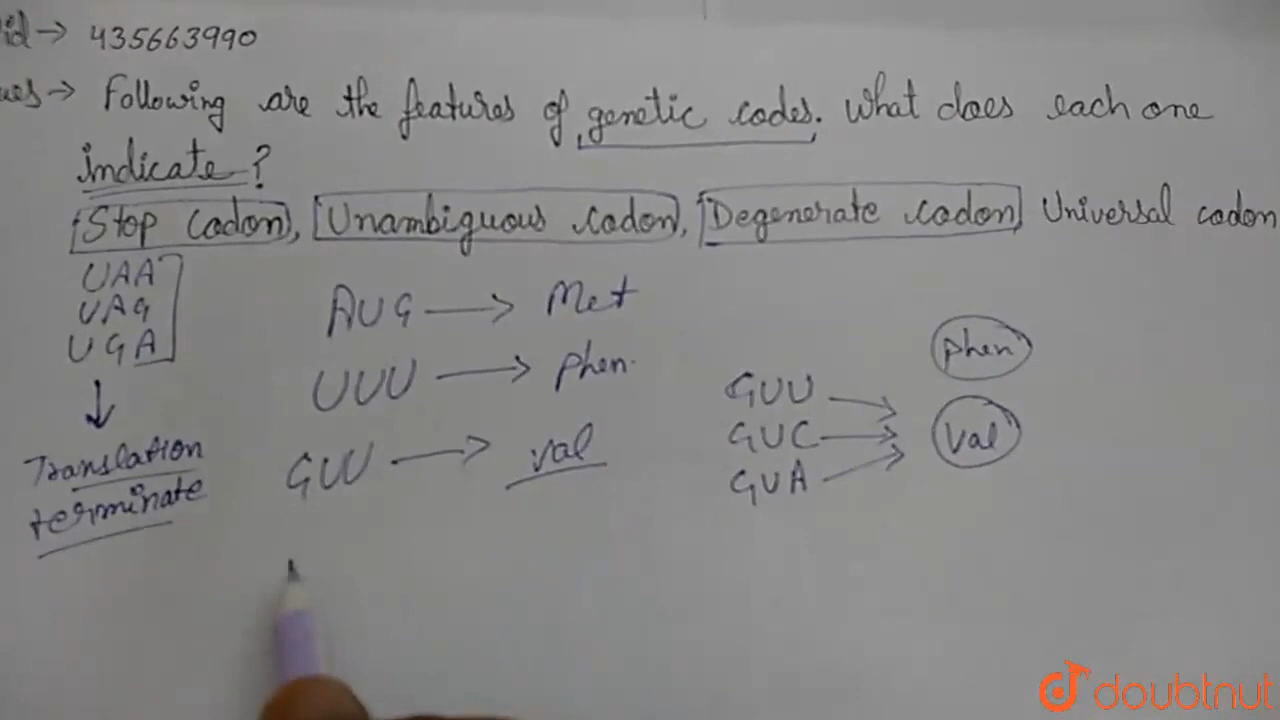 id → 435663990
ues → Following are the features of genetic codes. What does each one
indicate?
Stop codon, Unambiguous codon, Degenerate codon, Universal codon
UAA
UAG
UGA
↓
Translation
terminate
AUG → Met
UUU → Phen.
GUU → val
GUU
GUC
GUA
phen
val
doubtnut